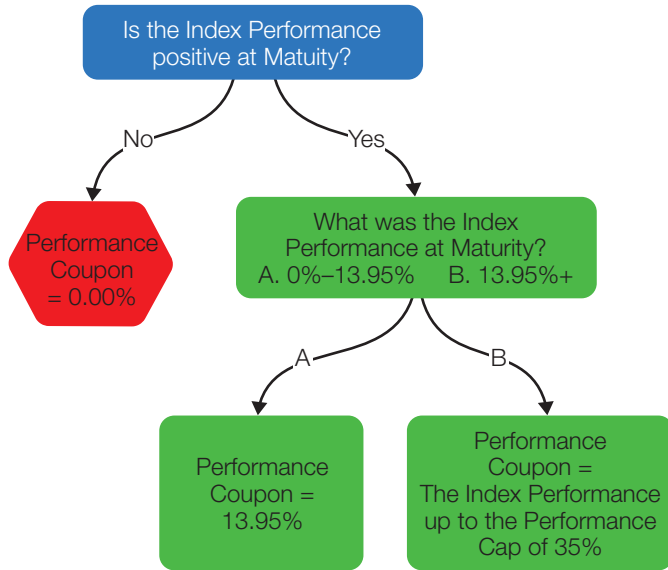 Is the Index Performance
positive at Matuity?
No
Yes
Performance
Coupon
= 0.00%
What was the Index
Performance at Maturity?
A. 0%–13.95% B. 13.95%+
A
B
Performance
Coupon =
13.95%
Performance
Coupon =
The Index Performance
up to the Performance
Cap of 35%